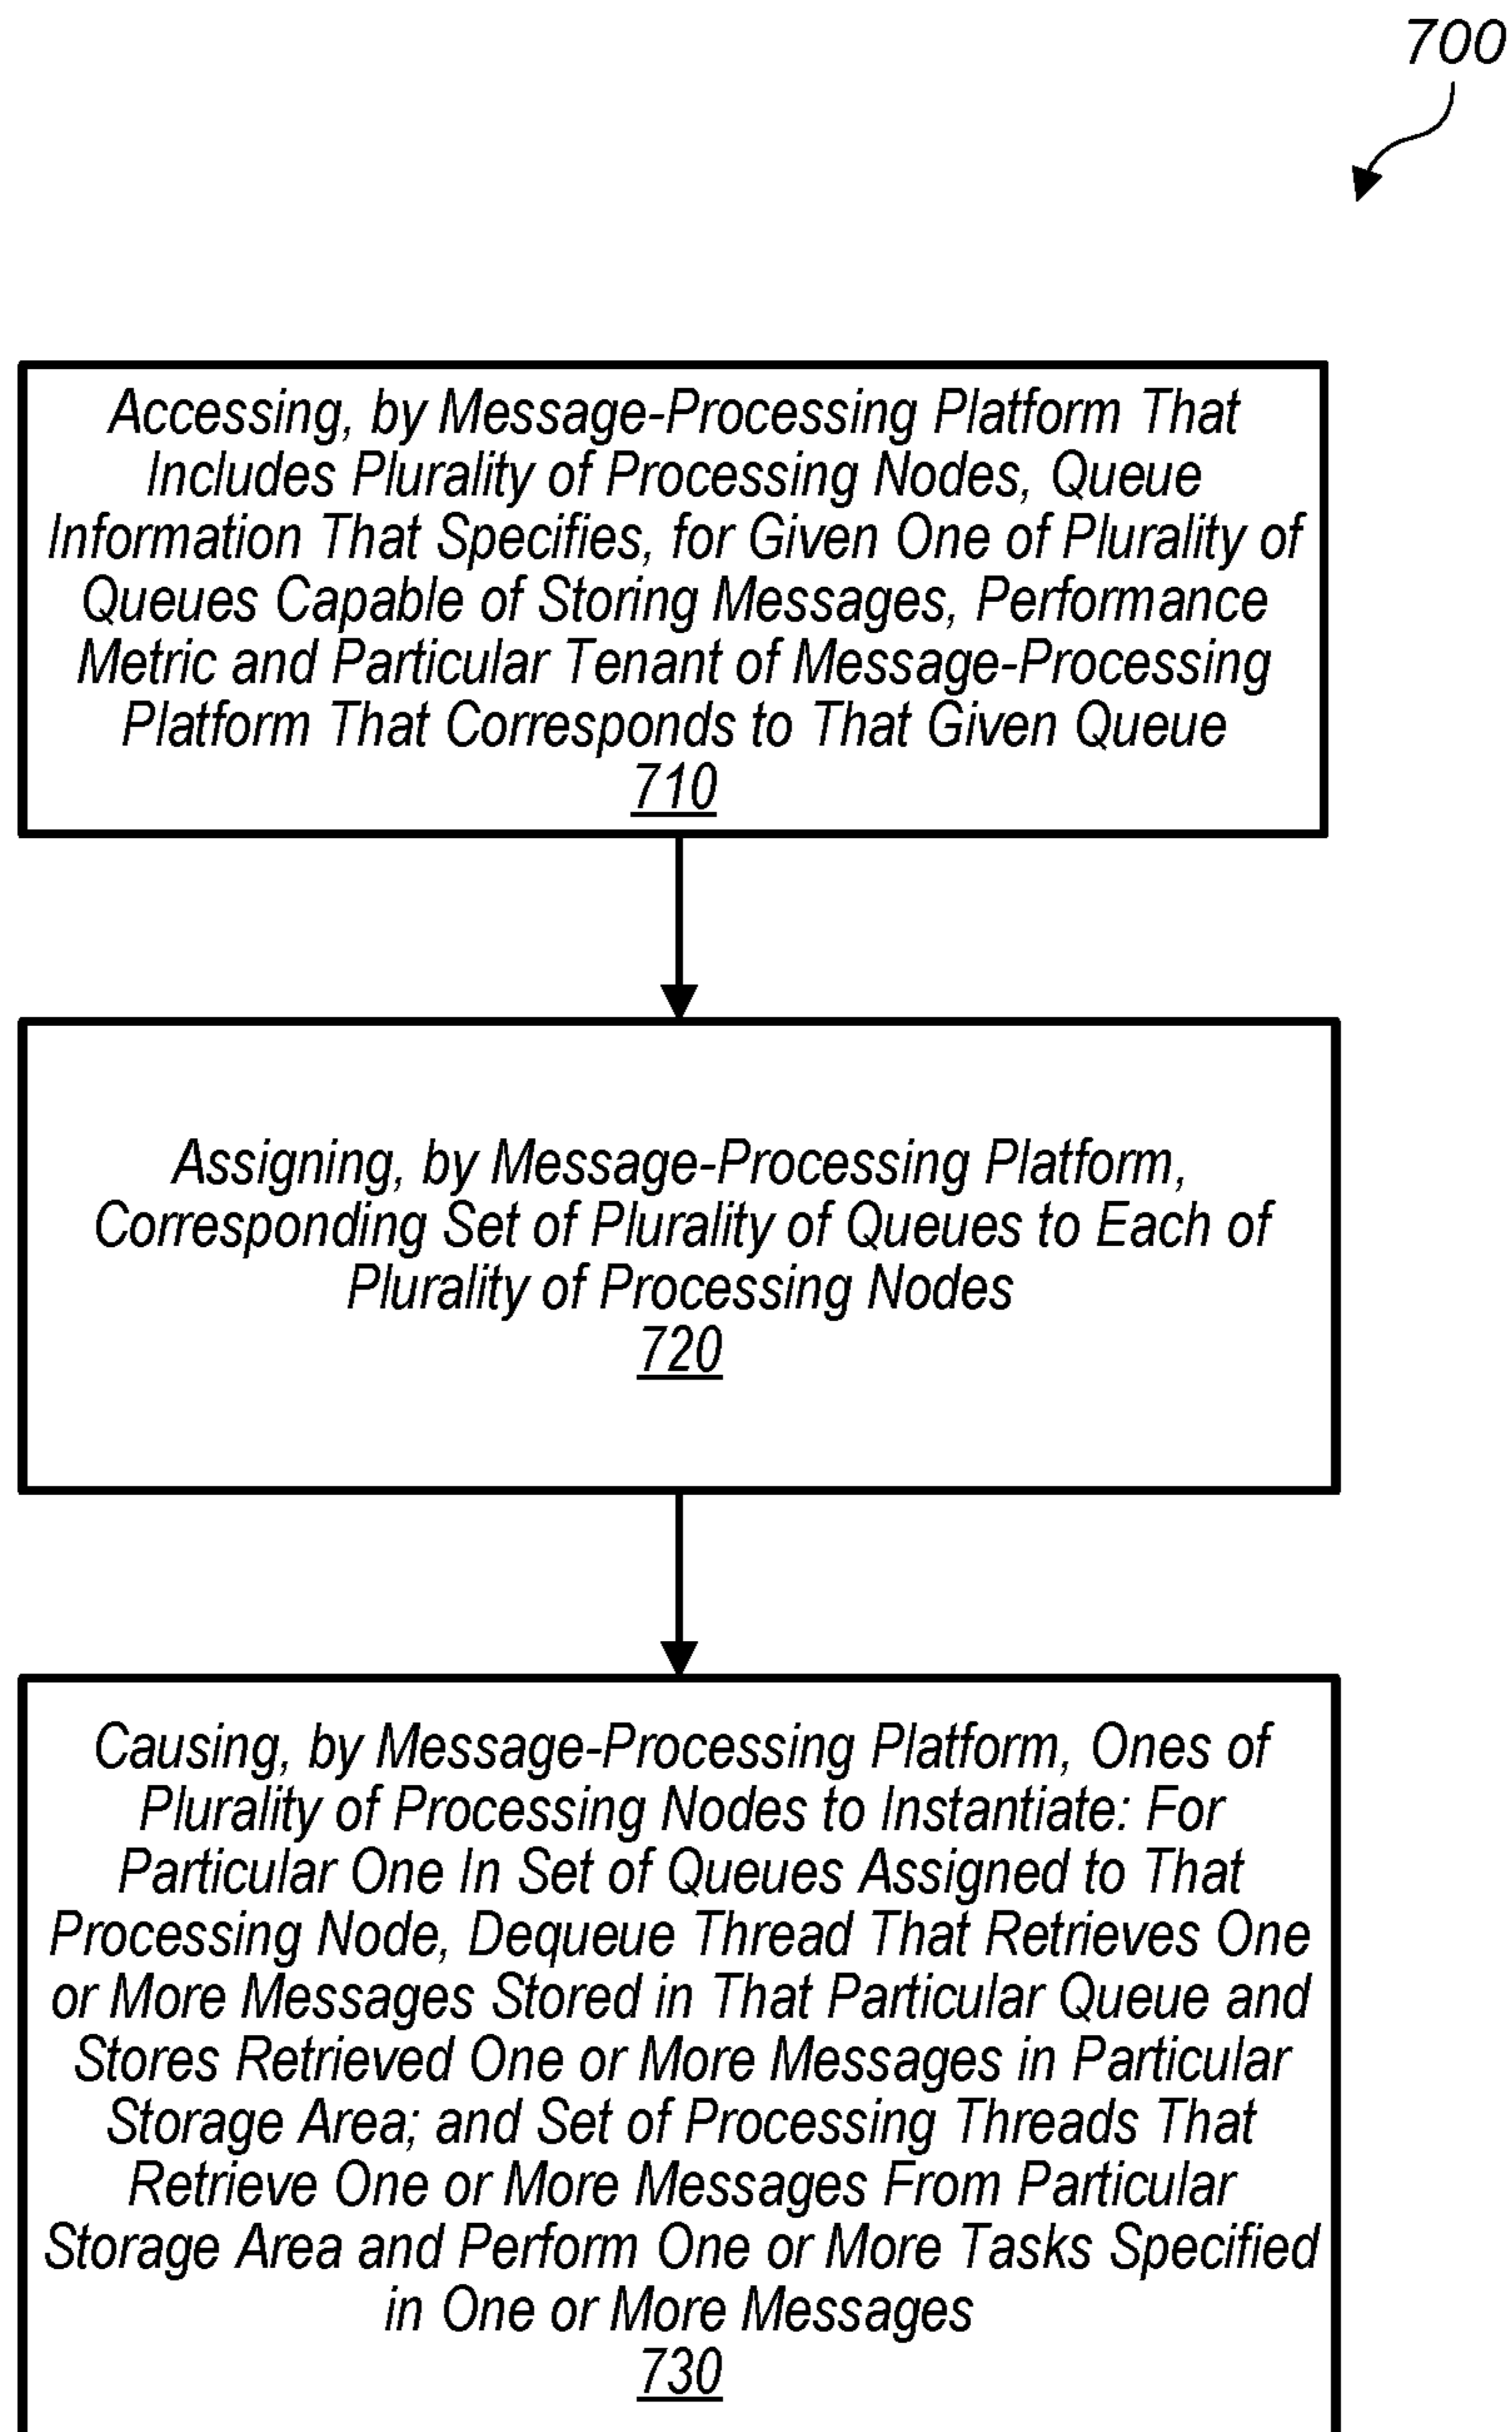 700
Accessing, by Message-Processing Platform That
Includes Plurality of Processing Nodes, Queue
Information That Specifies, for Given One of Plurality of
Queues Capable of Storing Messages, Performance
Metric and Particular Tenant of Message-Processing
Platform That Corresponds to That Given Queue
710
Assigning, by Message-Processing Platform,
Corresponding Set of Plurality of Queues to Each of
Plurality of Processing Nodes
720
Causing, by Message-Processing Platform, Ones of
Plurality of Processing Nodes to Instantiate: For
Particular One In Set of Queues Assigned to That
Processing Node, Dequeue Thread That Retrieves One
or More Messages Stored in That Particular Queue and
Stores Retrieved One or More Messages in Particular
Storage Area; and Set of Processing Threads That
Retrieve One or More Messages From Particular
Storage Area and Perform One or More Tasks Specified
in One or More Messages
730